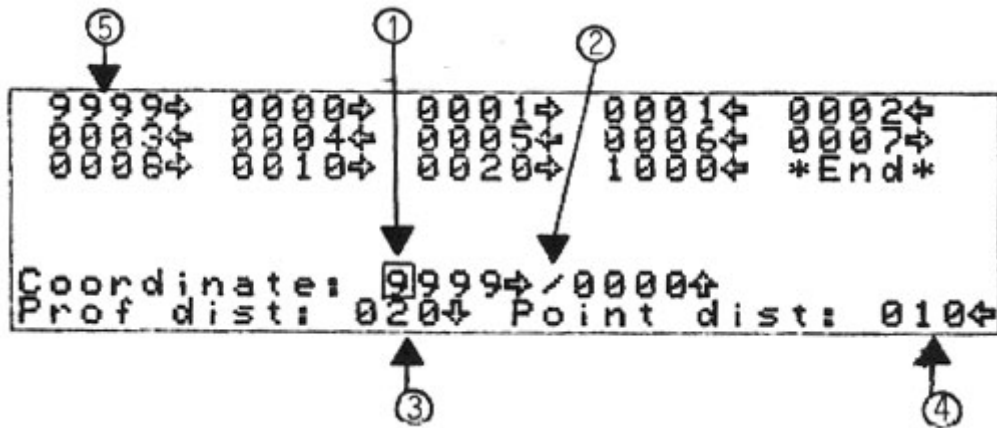 ⑤ ① ②
9999⇨ 0000⇨ 0001⇨ 0001⇦ 0002⇦
0003⇦ 0004⇦ 0005⇦ 0006⇦ 0007⇨
0008⇨ 0010⇨ 0020⇨ 1000⇦ *End*
Coordinate: 9999⇨/0000⇧
Prof dist: 020⇩ Point dist: 010⇦
③ ④